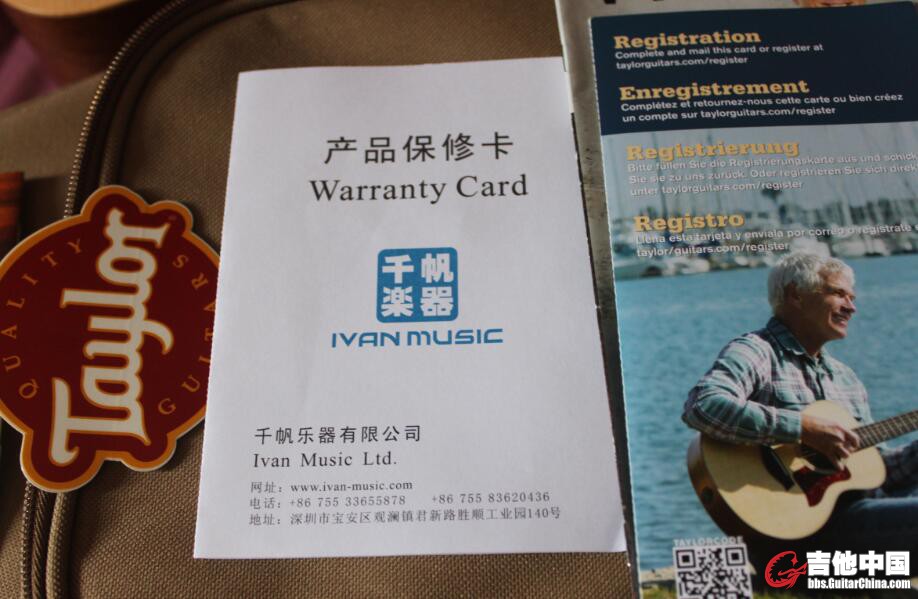 Taylor
QUALITY
GUITARS
产品保修卡
Warranty Card
千帆
楽器
IVAN MUSIC
千帆乐器有限公司
Ivan Music Ltd.
网址：www.ivan-music.com
电话：+86 755 33655878 +86 755 83620436
地址：深圳市宝安区观澜镇君新路胜顺工业园140号
Registration
Complete and mail this card or register at
taylorguitars.com/register
Enregistrement
Complétez et retournez-nous cette carte ou bien créez
un compte sur taylorguitars.com/register
Registrierung
Bitte füllen Sie die Registrierungskarte aus und schick
Sie sie zu uns zurück. Oder registrieren Sie sich direk
unter taylorguitars.com/register
Registro
Llena esta tarjeta y enviala por correo o regístrate
taylor/guitars.com/register
TAYLORCODE
吉他中国
bbs.GuitarChina.com